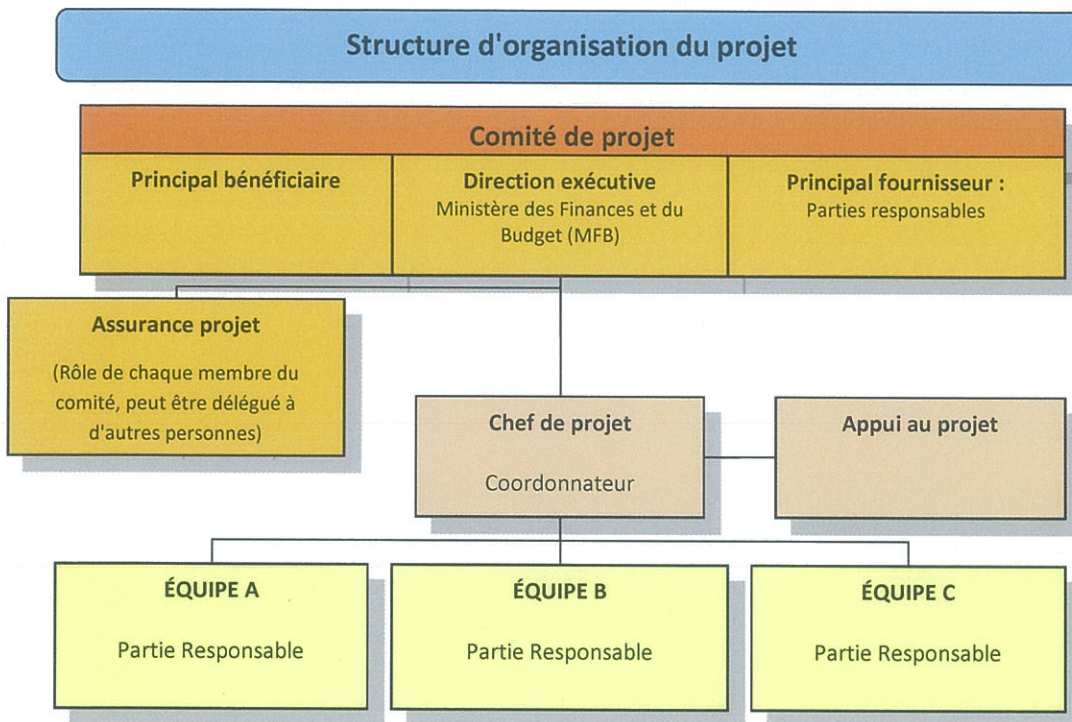 Structure d'organisation du projet
Comité de projet
Principal bénéficiaire
Direction exécutive
Ministère des Finances et du
Budget (MFB)
Principal fournisseur :
Parties responsables
Assurance projet
(Rôle de chaque membre du
comité, peut être délégué à
d'autres personnes)
Chef de projet
Coordonnateur
Appui au projet
ÉQUIPE A
Partie Responsable
ÉQUIPE B
Partie Responsable
ÉQUIPE C
Partie Responsable